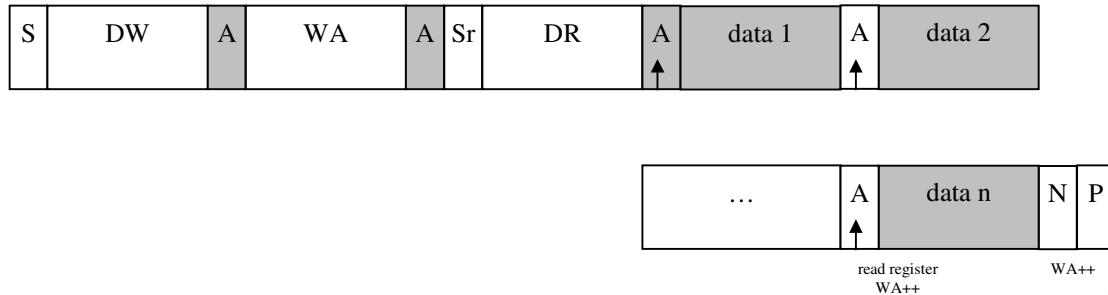 S DW A WA A Sr DR A data 1 A data 2
… A data n N P
read register WA++
WA++